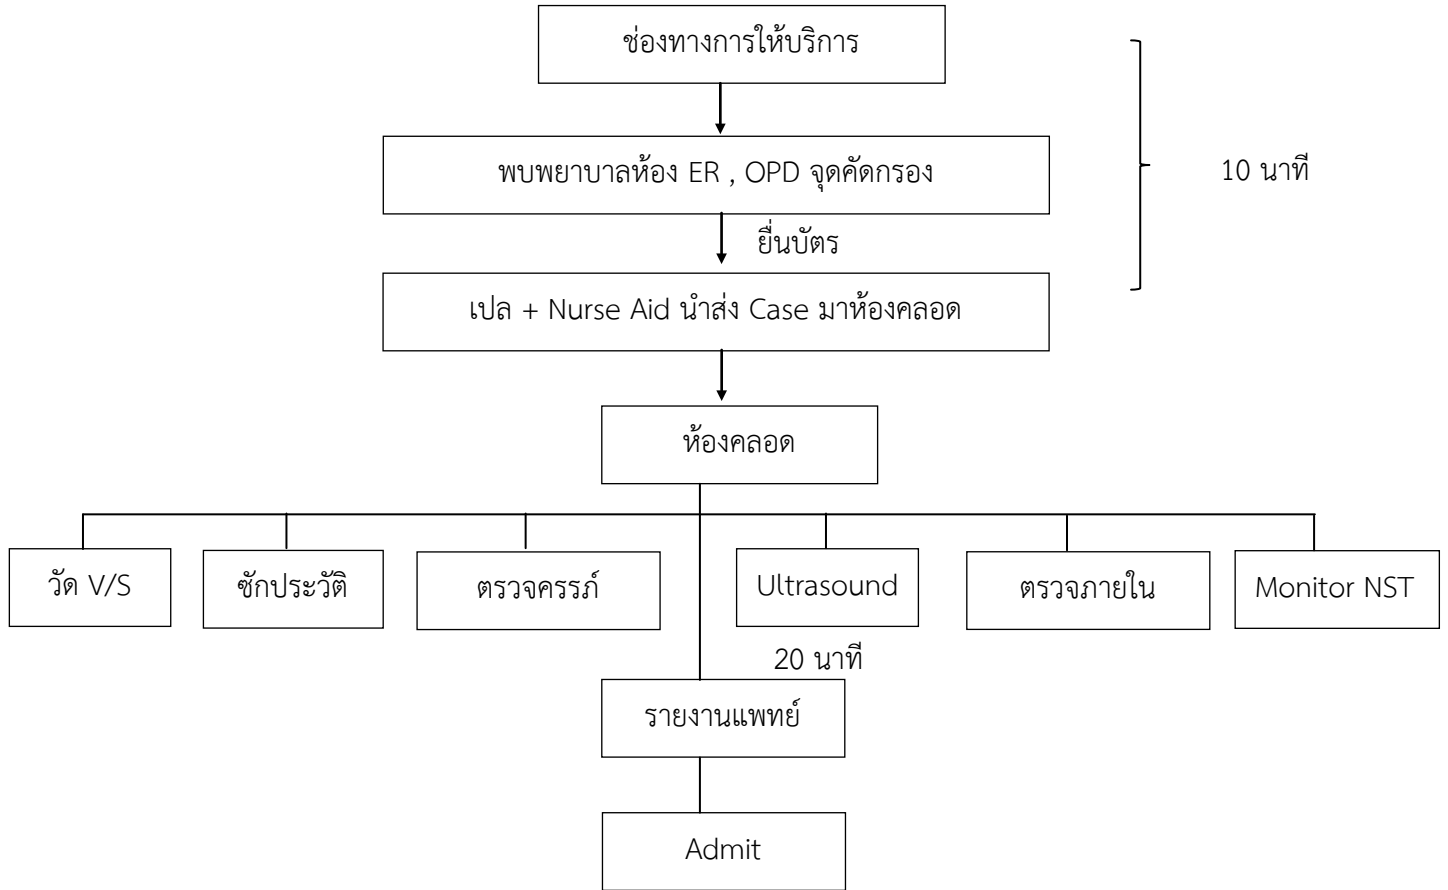 ช่องทางการให้บริการ
พบพยาบาลห้อง ER , OPD จุดคัดกรอง
10 นาที
ยื่นบัตร
เปล + Nurse Aid นำส่ง Case มาห้องคลอด
ห้องคลอด
วัด V/S
ซักประวัติ
ตรวจครรภ์
Ultrasound
ตรวจภายใน
Monitor NST
20 นาที
รายงานแพทย์
Admit